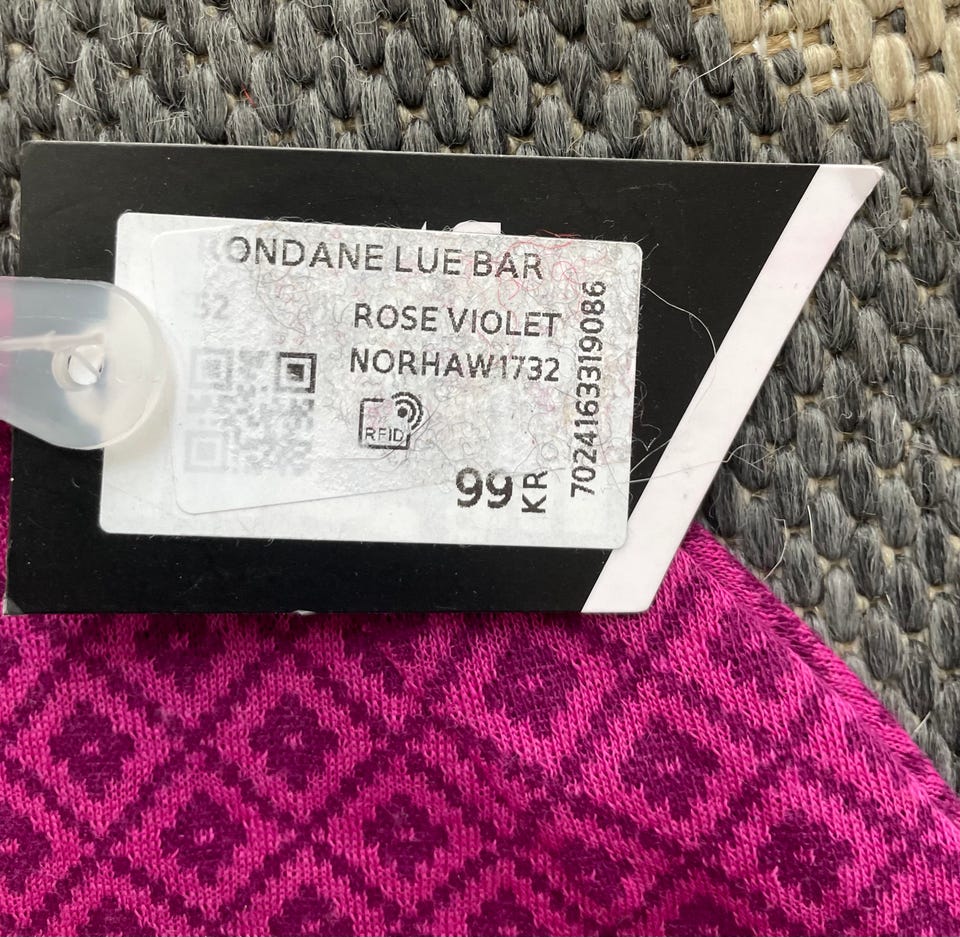 ONDANE LUE BAR
ROSE VIOLET
NORHAW1732
RFID
99 KR
7024163319086